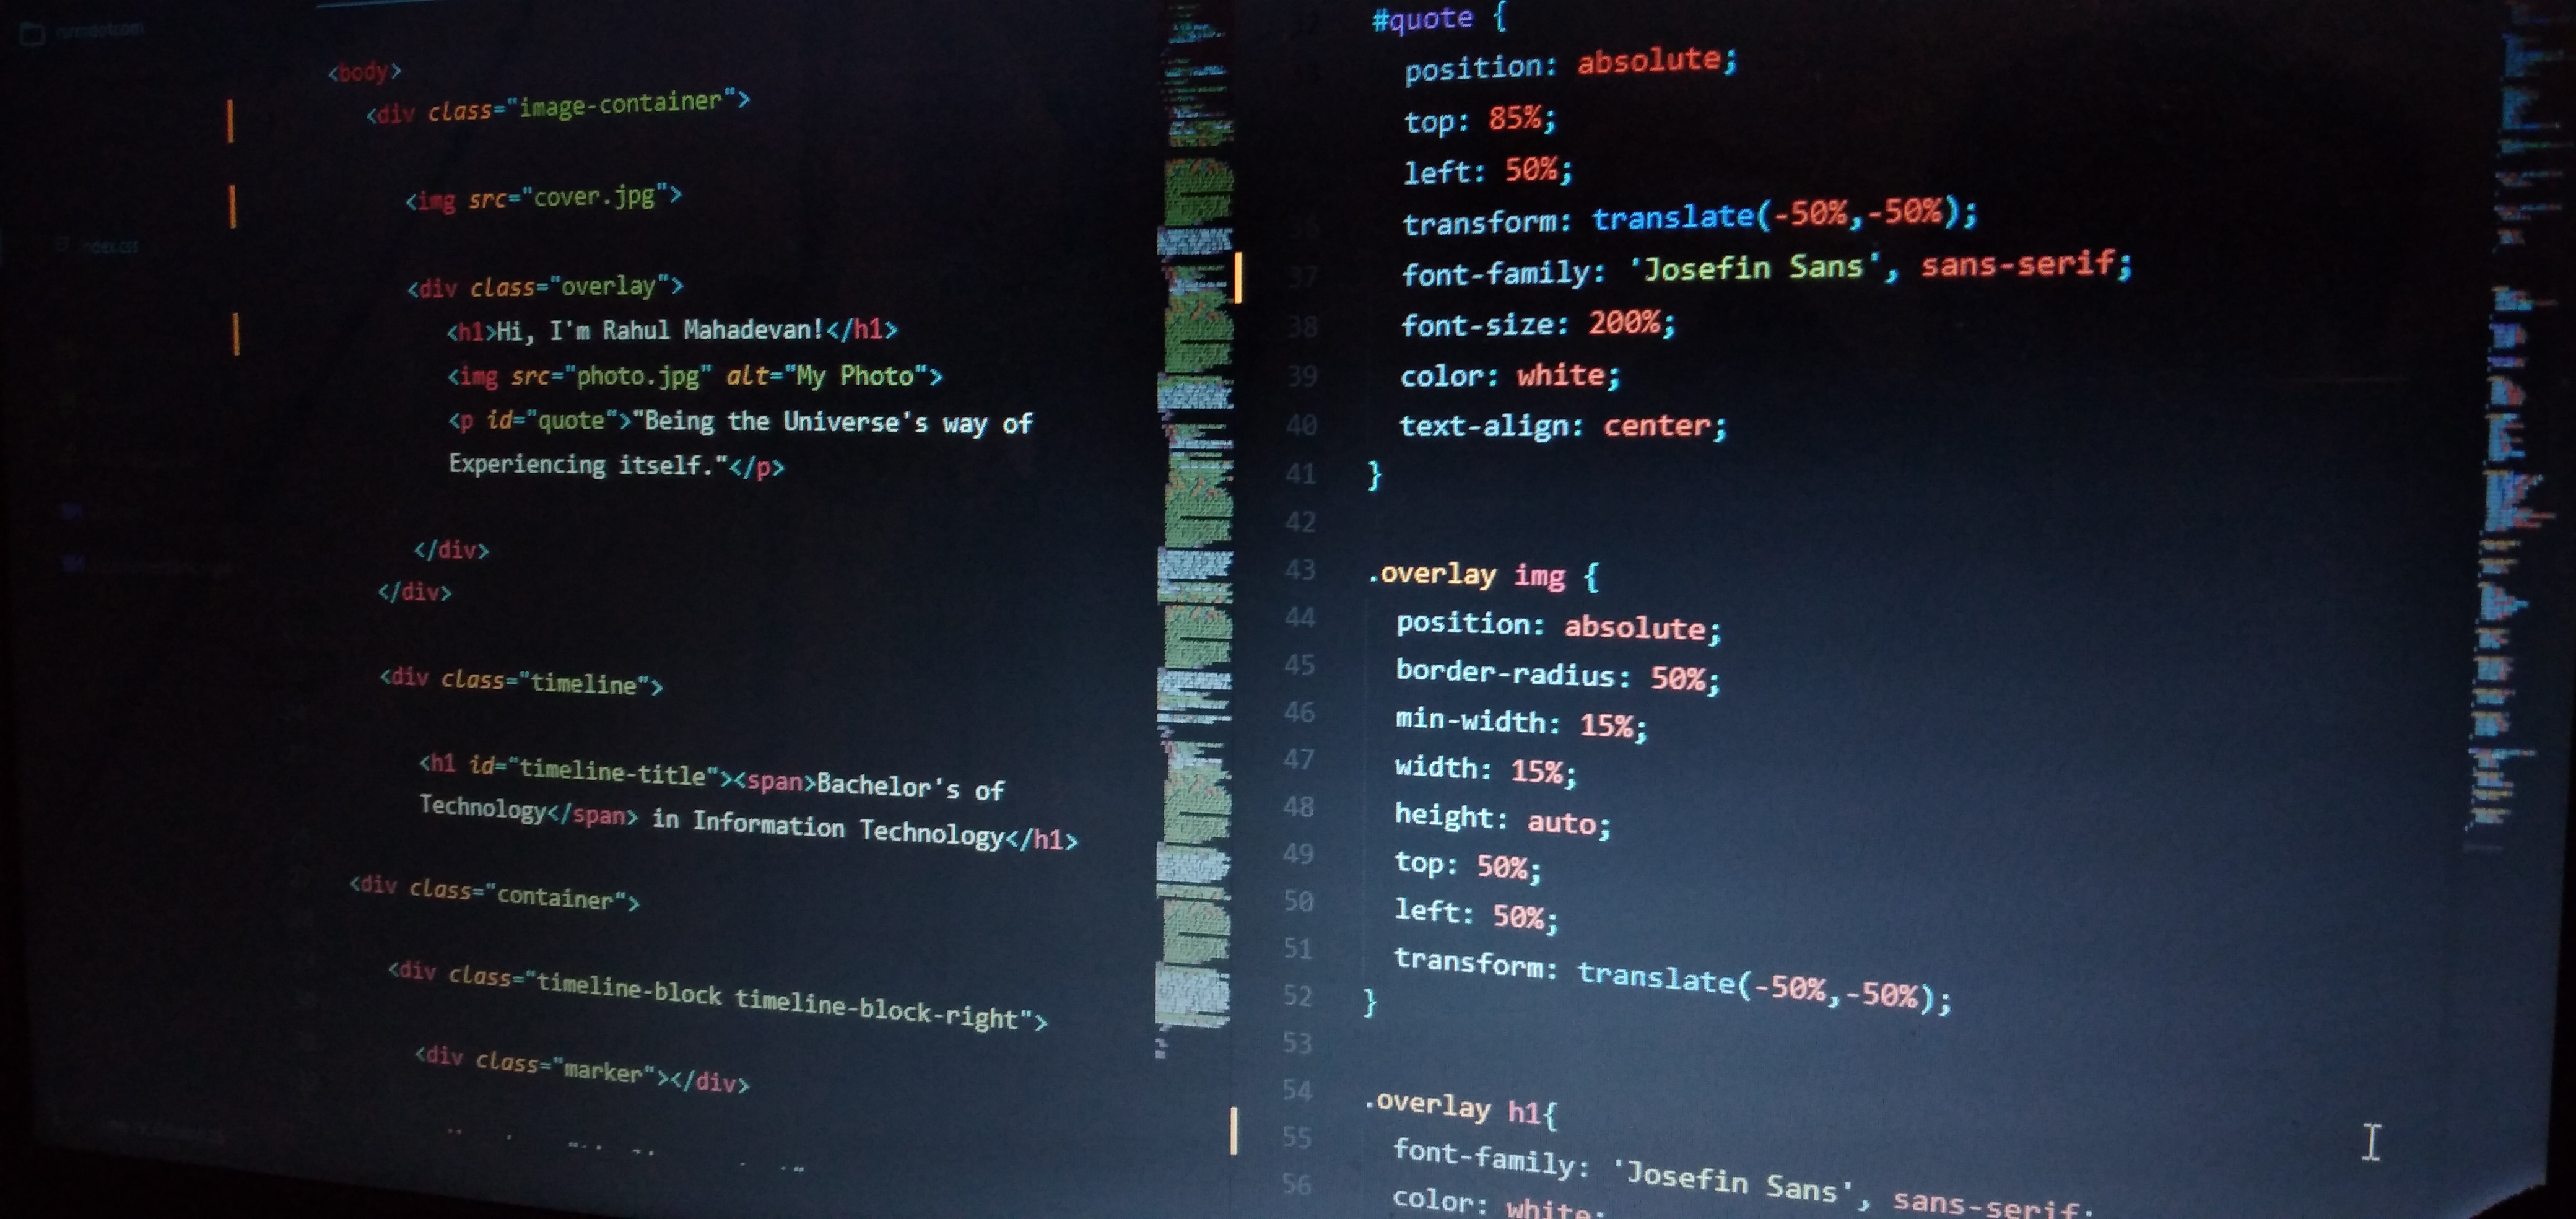 <body>
<div class="image-container">
<img src="cover.jpg">
index.css
<div class="overlay">
<h1>Hi, I'm Rahul Mahadevan!</h1>
<img src="photo.jpg" alt="My Photo">
<p id="quote">"Being the Universe's way of
Experiencing itself."</p>
</div>
</div>
<div class="timeline">
<h1 id="timeline-title"><span>Bachelor's of
Technology</span> in Information Technology</h1>
<div class="container">
<div class="timeline-block timeline-block-right">
<div class="marker"></div>
#quote {
position: absolute;
top: 85%;
left: 50%;
36 transform: translate(-50%,-50%);
37 font-family: 'Josefin Sans', sans-serif;
38 font-size: 200%;
39 color: white;
40 text-align: center;
41 }
42
43 .overlay img {
44 position: absolute;
45 border-radius: 50%;
46 min-width: 15%;
47 width: 15%;
48 height: auto;
49 top: 50%;
50 left: 50%;
51 transform: translate(-50%,-50%);
52 }
53
54 .overlay h1{
55 font-family: 'Josefin Sans', sans-serif;
56 color: white;